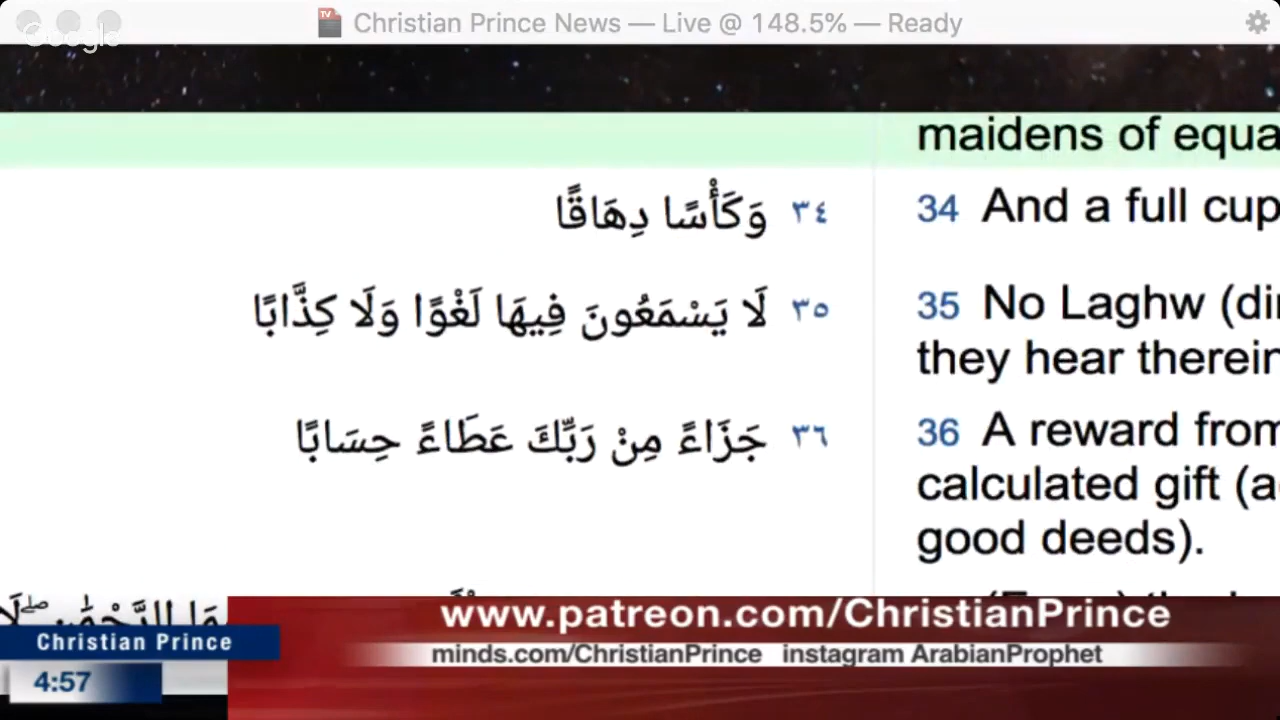 Christian Prince News — Live @ 148.5% — Ready
Google
maidens of equa
وَكَأْسًا دِهَاقًا ٣٤
34 And a full cup
لَا يَسْمَعُونَ فِيهَا لَغْوًا وَلَا كِذَّابًا ٣٥
35 No Laghw (dir
they hear therein
جَزَاءً مِنْ رَبِّكَ عَطَاءً حِسَابًا ٣٦
36 A reward from
calculated gift (a
good deeds).
www.patreon.com/ChristianPrince
Christian Prince
minds.com/ChristianPrince instagram ArabianProphet
4:57